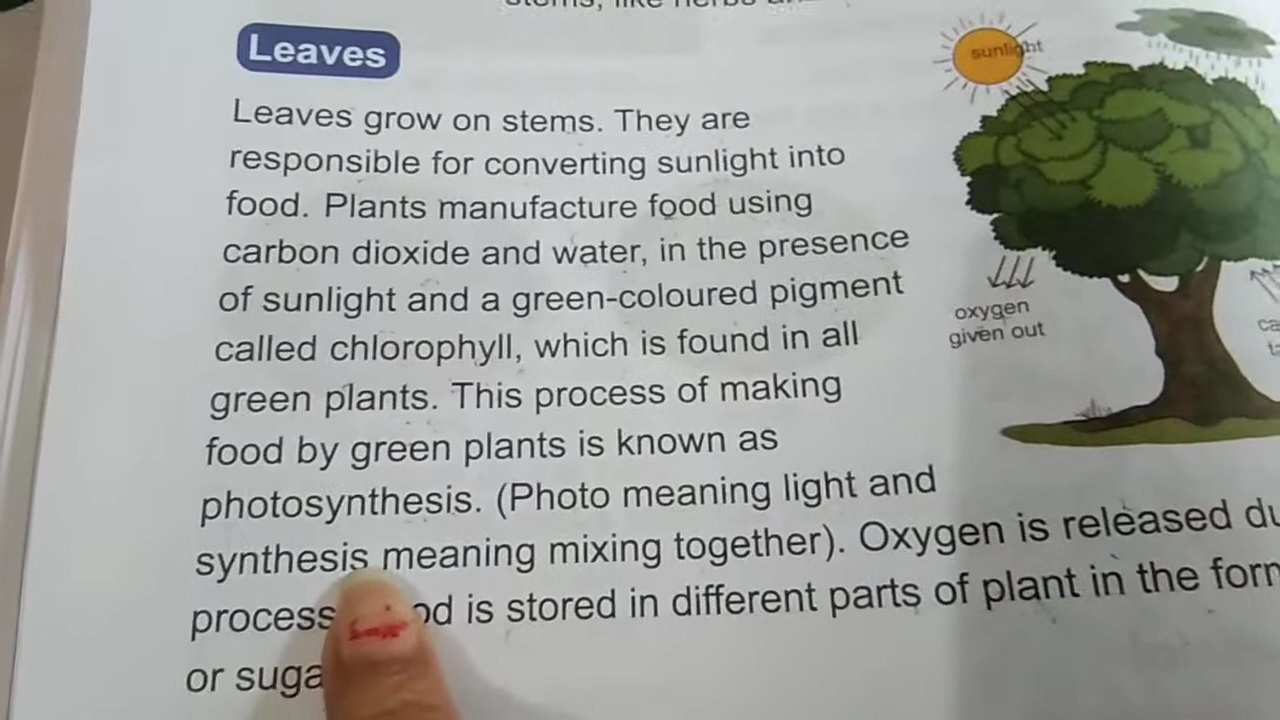 Leaves
Leaves grow on stems. They are
responsible for converting sunlight into
food. Plants manufacture food using
carbon dioxide and water, in the presence
of sunlight and a green-coloured pigment
called chlorophyll, which is found in all
green plants. This process of making
food by green plants is known as
photosynthesis. (Photo meaning light and
synthesis meaning mixing together). Oxygen is released
process is stored in different parts of plant in the
or
sunlight
oxygen
given out